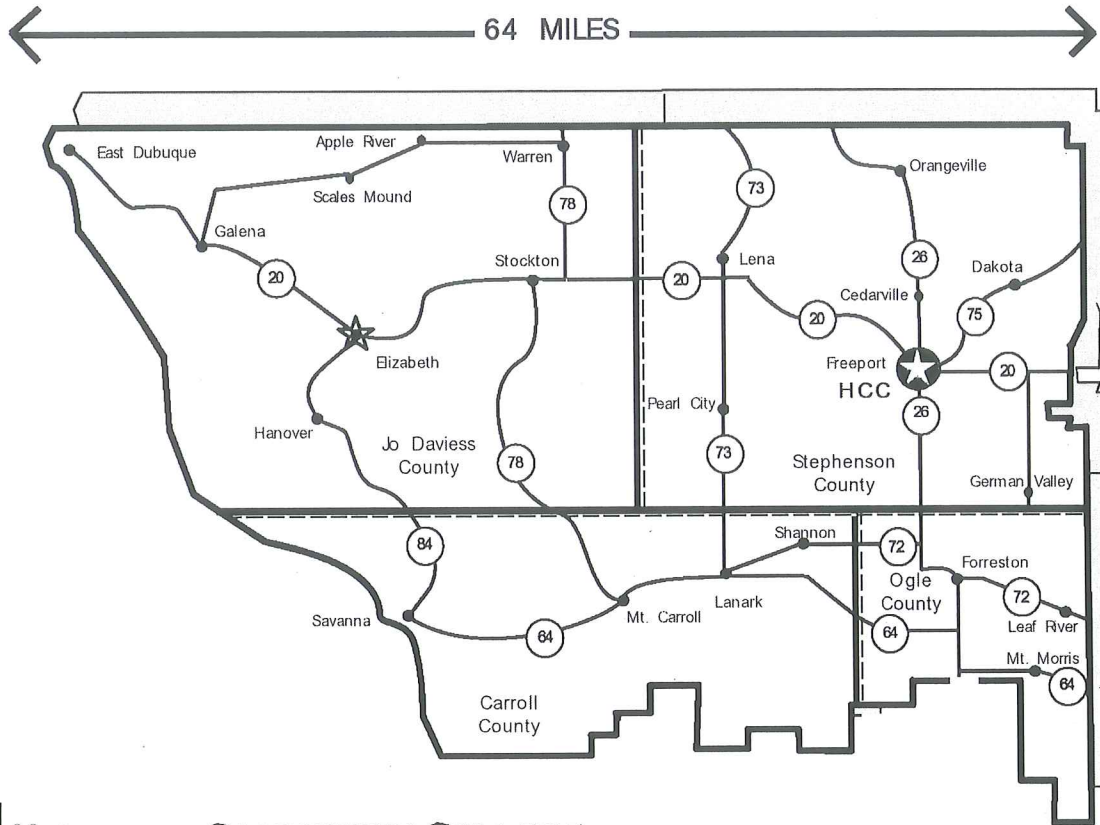 64 MILES
East Dubuque
Apple River
Warren
Orangeville
Scales Mound
73
78
Galena
Stockton
Lena
26
Dakota
20
20
Cedarville
20
75
Elizabeth
Freeport
20
HCC
Pearl City
26
Hanover
Jo Daviess
County
78
73
Stephenson
County
German Valley
84
Shannon
72
Forreston
Ogle
County
72
Savanna
Mt. Carroll
Lanark
Leaf River
64
64
Mt. Morris
64
Carroll
County